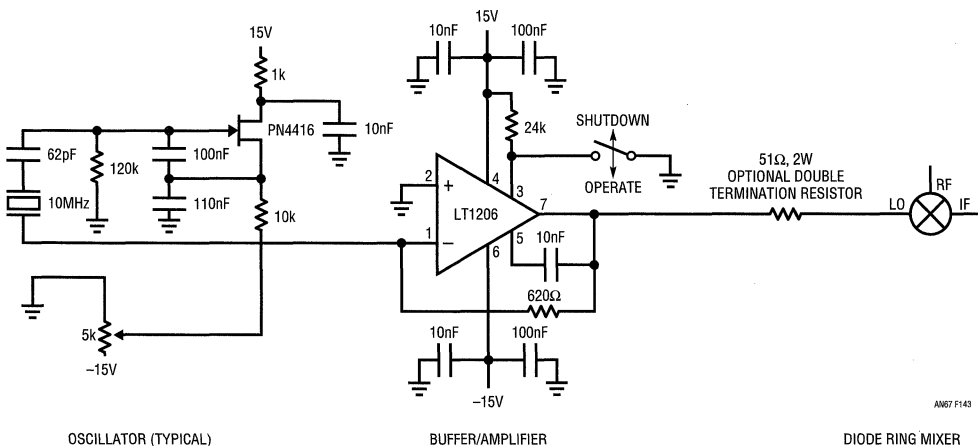 15V
1k
PN4416
10nF
62pF
120k
100nF
10MHz
110nF
10k
5k
–15V
10nF
15V
100nF
24k
SHUTDOWN
OPERATE
2
+
4
3
LT1206
7
1
–
5
6
10nF
620Ω
10nF
100nF
–15V
51Ω, 2W
OPTIONAL DOUBLE
TERMINATION RESISTOR
RF
LO
IF
AN67 F143
OSCILLATOR (TYPICAL)
BUFFER/AMPLIFIER
DIODE RING MIXER